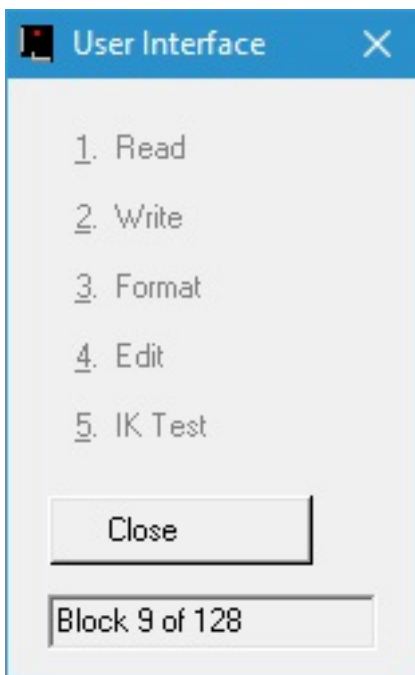 User Interface
1. Read
2. Write
3. Format
4. Edit
5. IK Test
Close
Block 9 of 128